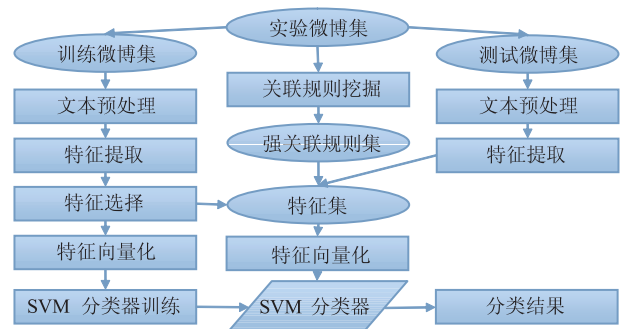 实验微博集
训练微博集
测试微博集
文本预处理
关联规则挖掘
文本预处理
特征提取
强关联规则集
特征提取
特征选择
特征集
特征向量化
特征向量化
SVM 分类器训练
SVM 分类器
分类结果